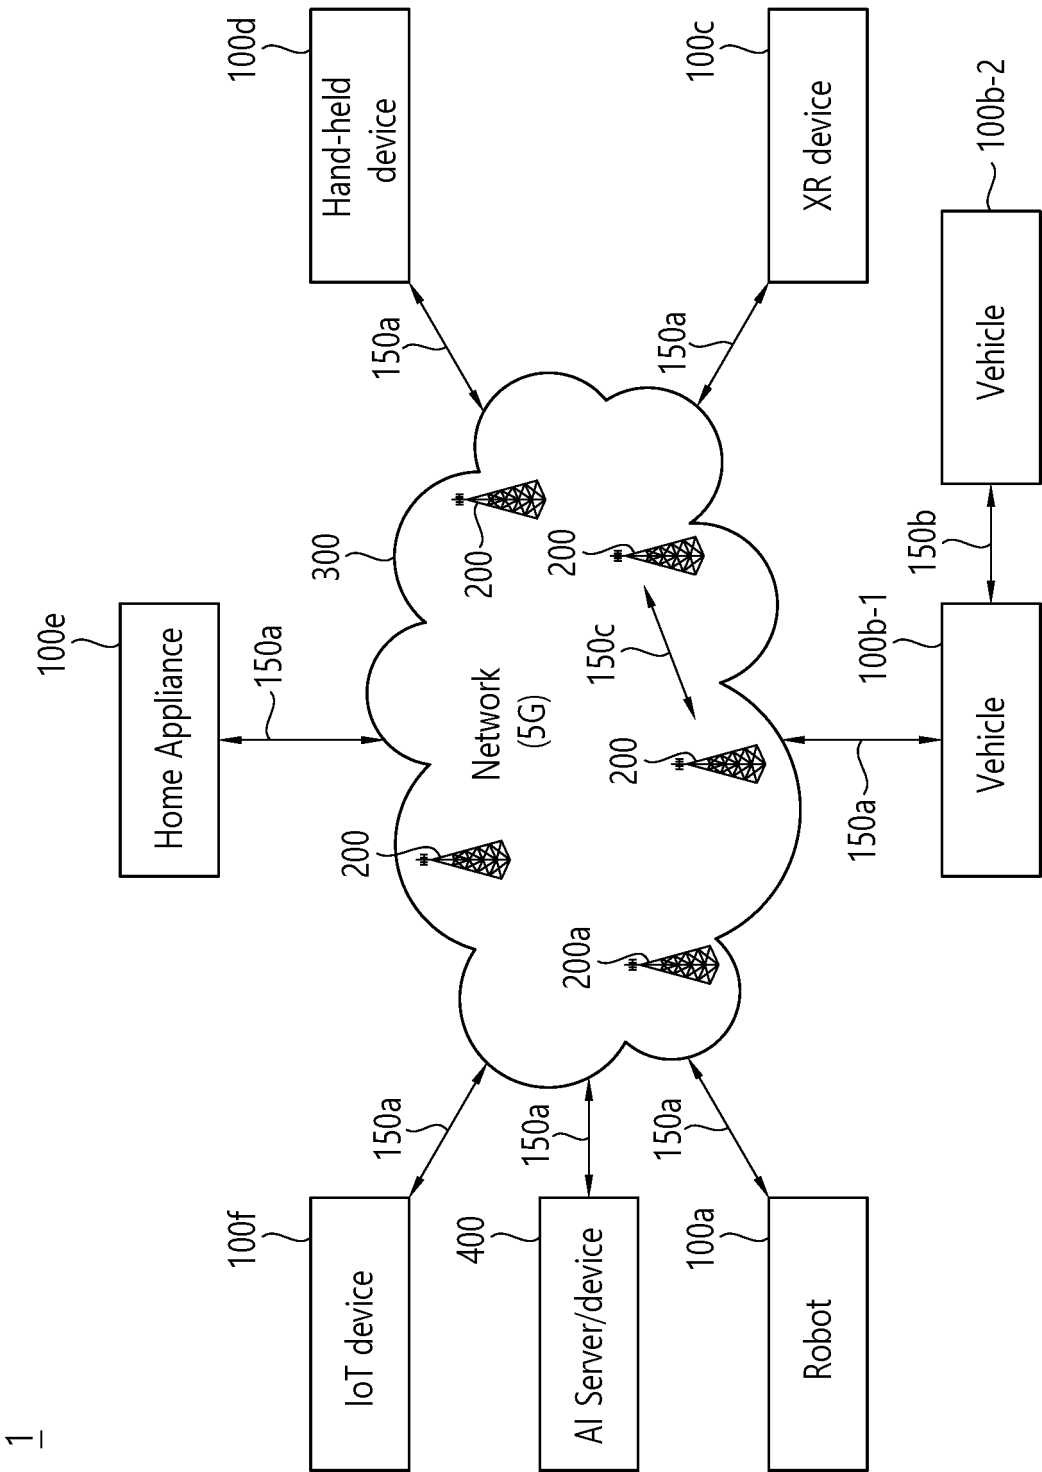 1
100e
Home Appliance
150a
100f
100d
IoT device
Hand-held
device
300
150a
150a
200
400
Network
(5G)
200
150a
200a
200
AI Server/device
150c
200
150a
150a
100a
100c
Robot
XR device
150a
100b-1
150b
100b-2
Vehicle
Vehicle